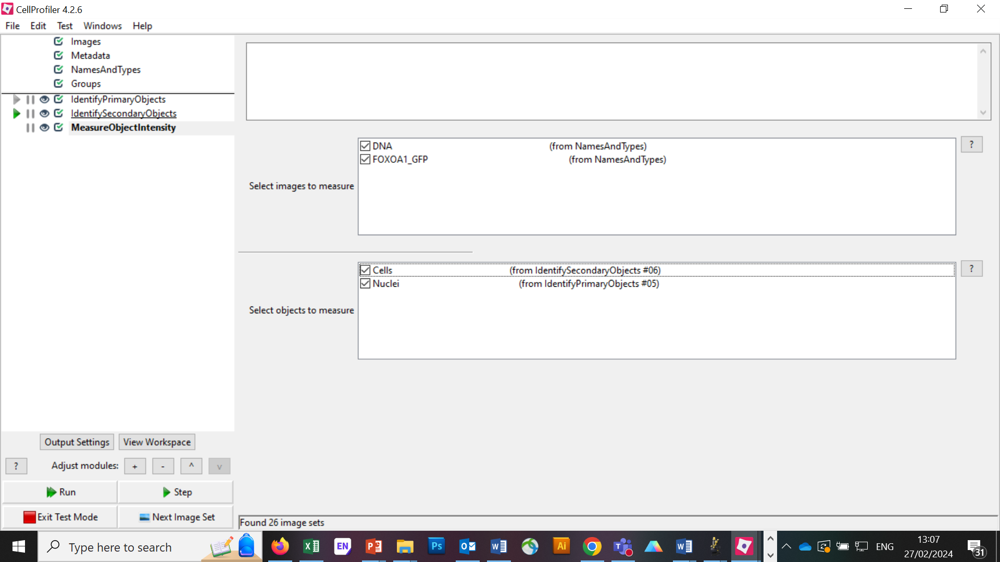 CellProfiler 4.2.6
File Edit Test Windows Help
Images
Metadata
NamesAndTypes
Groups
IdentifyPrimaryObjects
IdentifySecondaryObjects
MeasureObjectIntensity
DNA (from NamesAndTypes)
FOXOA1_GFP (from NamesAndTypes)
?
Select images to measure
Cells (from IdentifySecondaryObjects #06)
Nuclei (from IdentifyPrimaryObjects #05)
?
Select objects to measure
Output Settings View Workspace
? Adjust modules: + - ^ v
Run Step
Exit Test Mode Next Image Set
Found 26 image sets
Type here to search
EN
Ps
Ai
ENG
13:07
27/02/2024
31